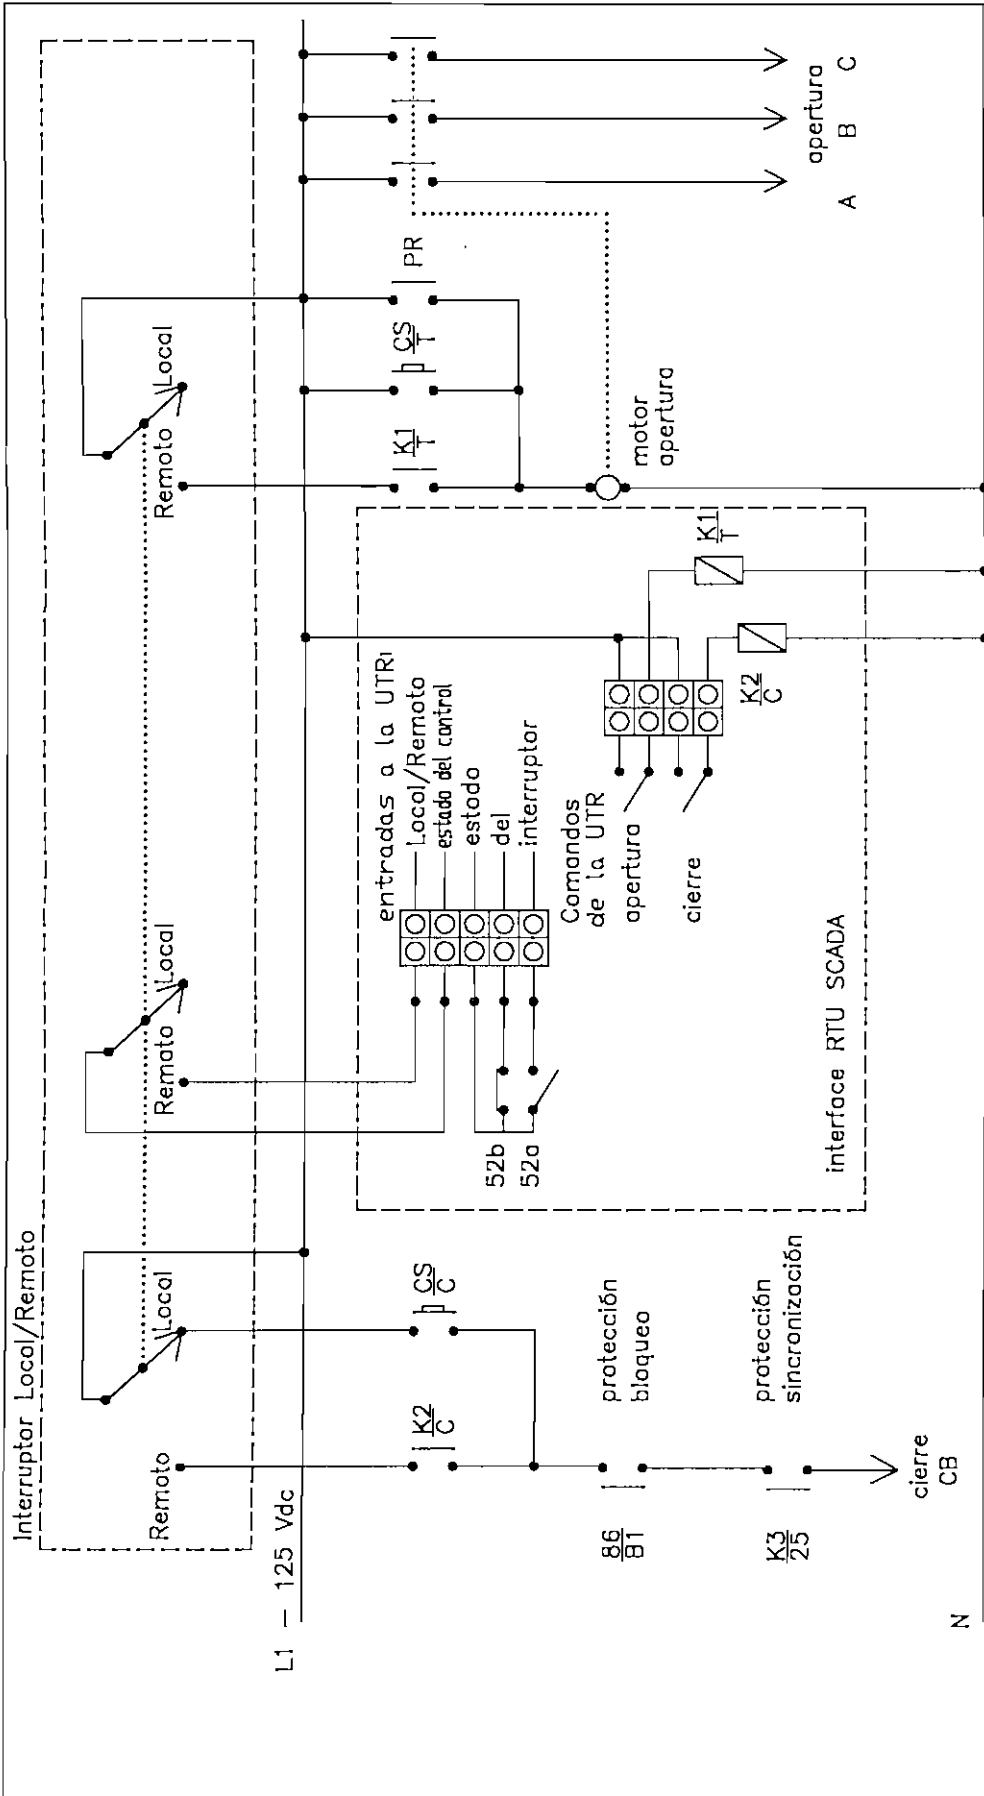 Interruptor Local/Remoto
Remoto
Local
Remoto
Local
Remoto
Local
L1 — 125 Vdc
K2
C
CS
C
86
B1
protección
bloqueo
K3
25
protección
sincronización
cierre
CB
N
entradas a la UTR
Local/Remoto
estado del control
estado
del
interruptor
52b
52a
Comandos
de la UTR
apertura
cierre
K2
C
K1
T
interface RTU SCADA
K1
T
CS
T
PR
motor
apertura
A B C
apertura